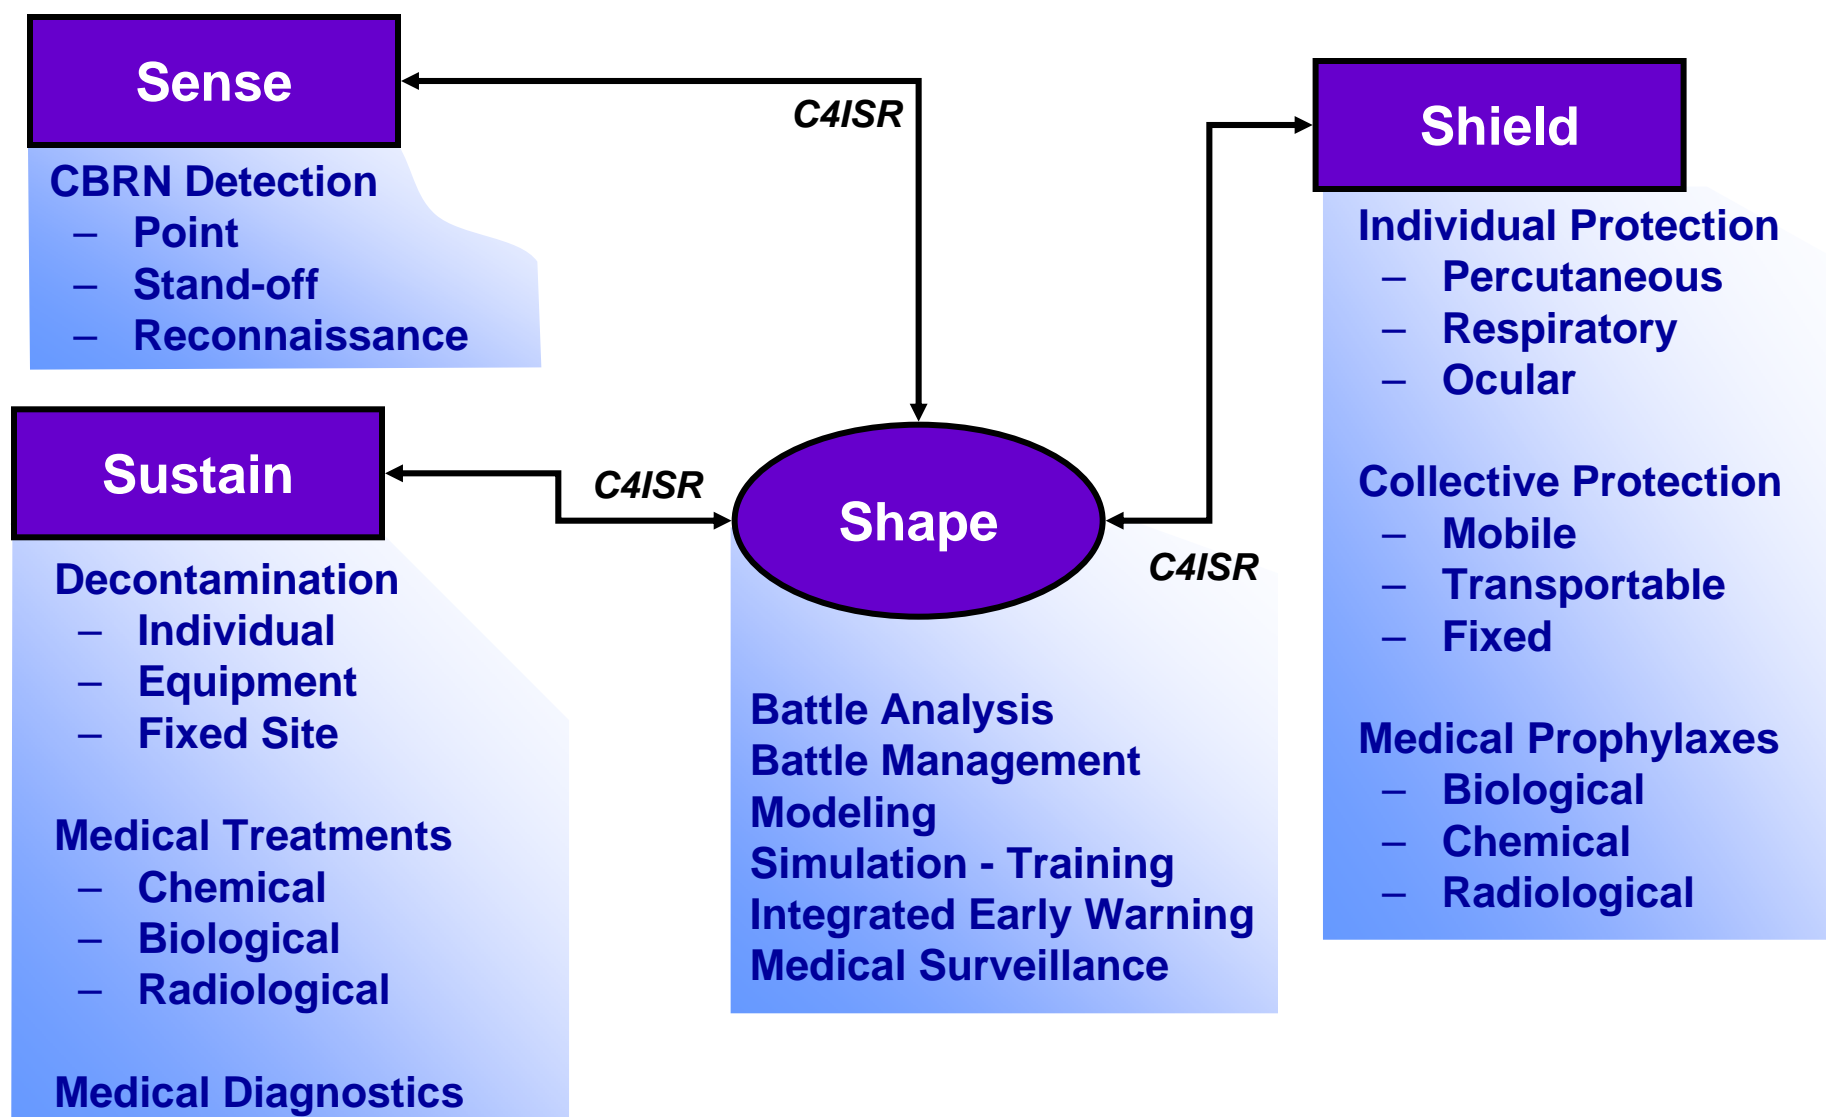 Sense
CBRN Detection
– Point
– Stand-off
– Reconnaissance
C4ISR
Sustain
Decontamination
– Individual
– Equipment
– Fixed Site
Medical Treatments
– Chemical
– Biological
– Radiological
Medical Diagnostics
C4ISR
Shape
Battle Analysis
Battle Management
Modeling
Simulation - Training
Integrated Early Warning
Medical Surveillance
C4ISR
Shield
Individual Protection
– Percutaneous
– Respiratory
– Ocular
Collective Protection
– Mobile
– Transportable
– Fixed
Medical Prophylaxes
– Biological
– Chemical
– Radiological